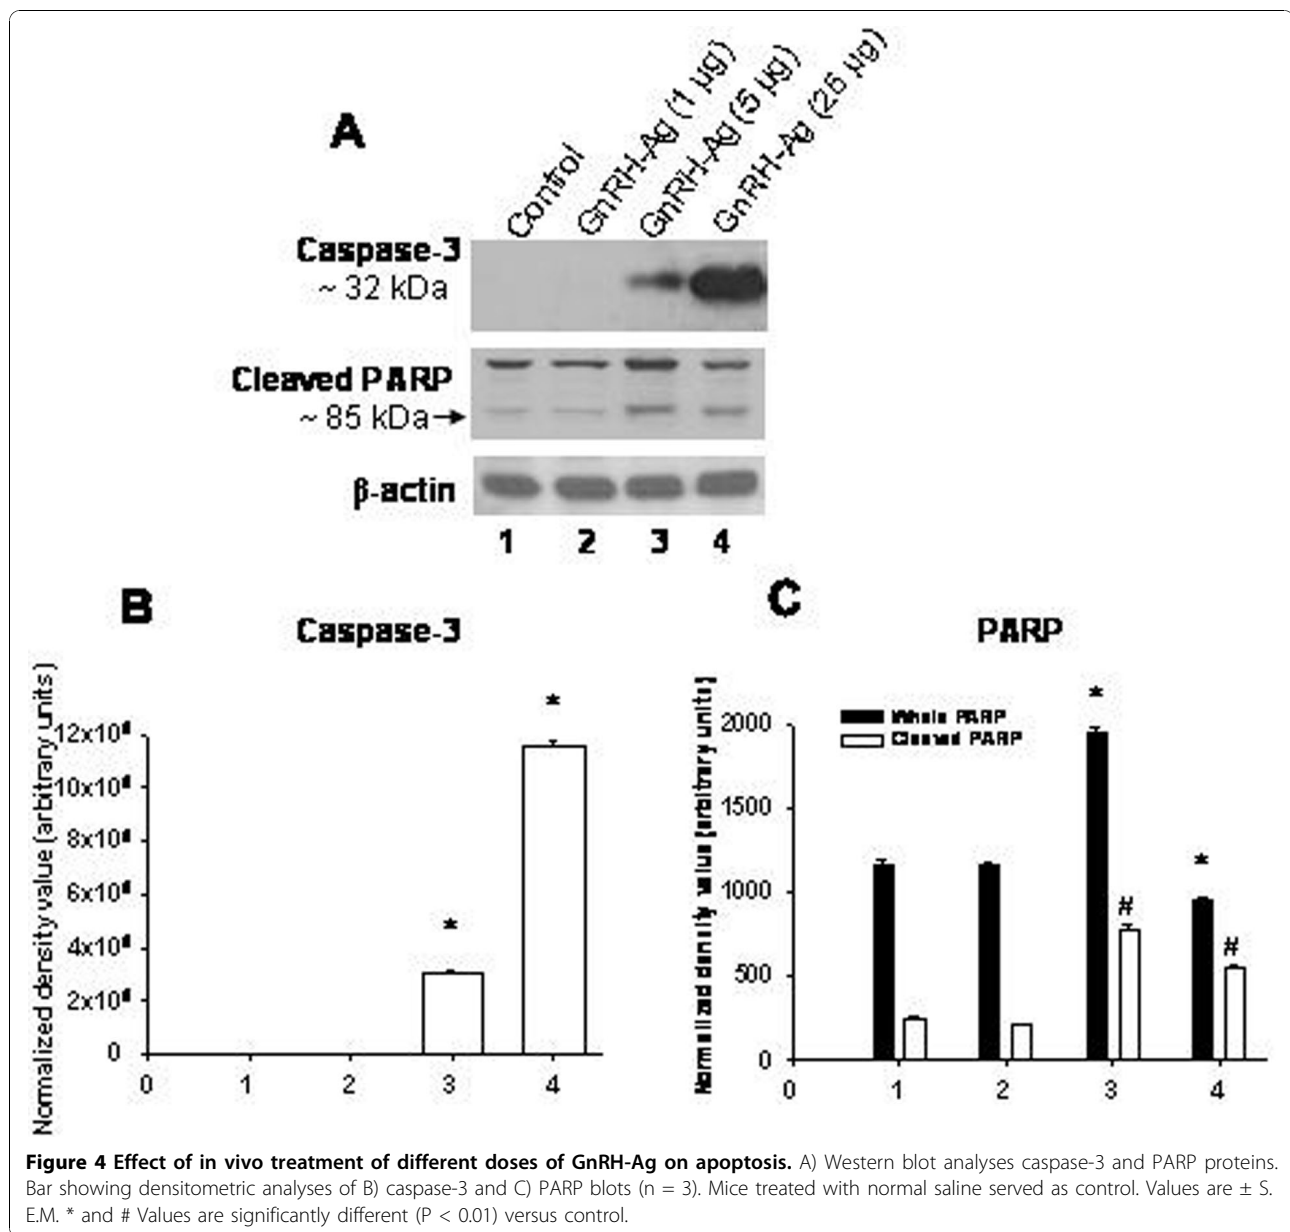 A
Control
GnRH-Ag (1 µg)
GnRH-Ag (5 µg)
GnRH-Ag (25 µg)
Caspase-3
~ 32 kDa
Cleaved PARP
~ 85 kDa
β-actin
1 2 3 4
B
Caspase-3
Normalized density value (arbitrary units)
*
*
12x10
10x10
8x10
6x10
4x10
2x10
0
0 1 2 3 4
C
PARP
Normalized density value (arbitrary units)
Whole PARP
Cleaved PARP
*
*
#
#
2000
1500
1000
500
0
0 1 2 3 4
Figure 4 Effect of in vivo treatment of different doses of GnRH-Ag on apoptosis. A) Western blot analyses caspase-3 and PARP proteins.
Bar showing densitometric analyses of B) caspase-3 and C) PARP blots (n = 3). Mice treated with normal saline served as control. Values are ± S.
E.M. * and # Values are significantly different (P < 0.01) versus control.